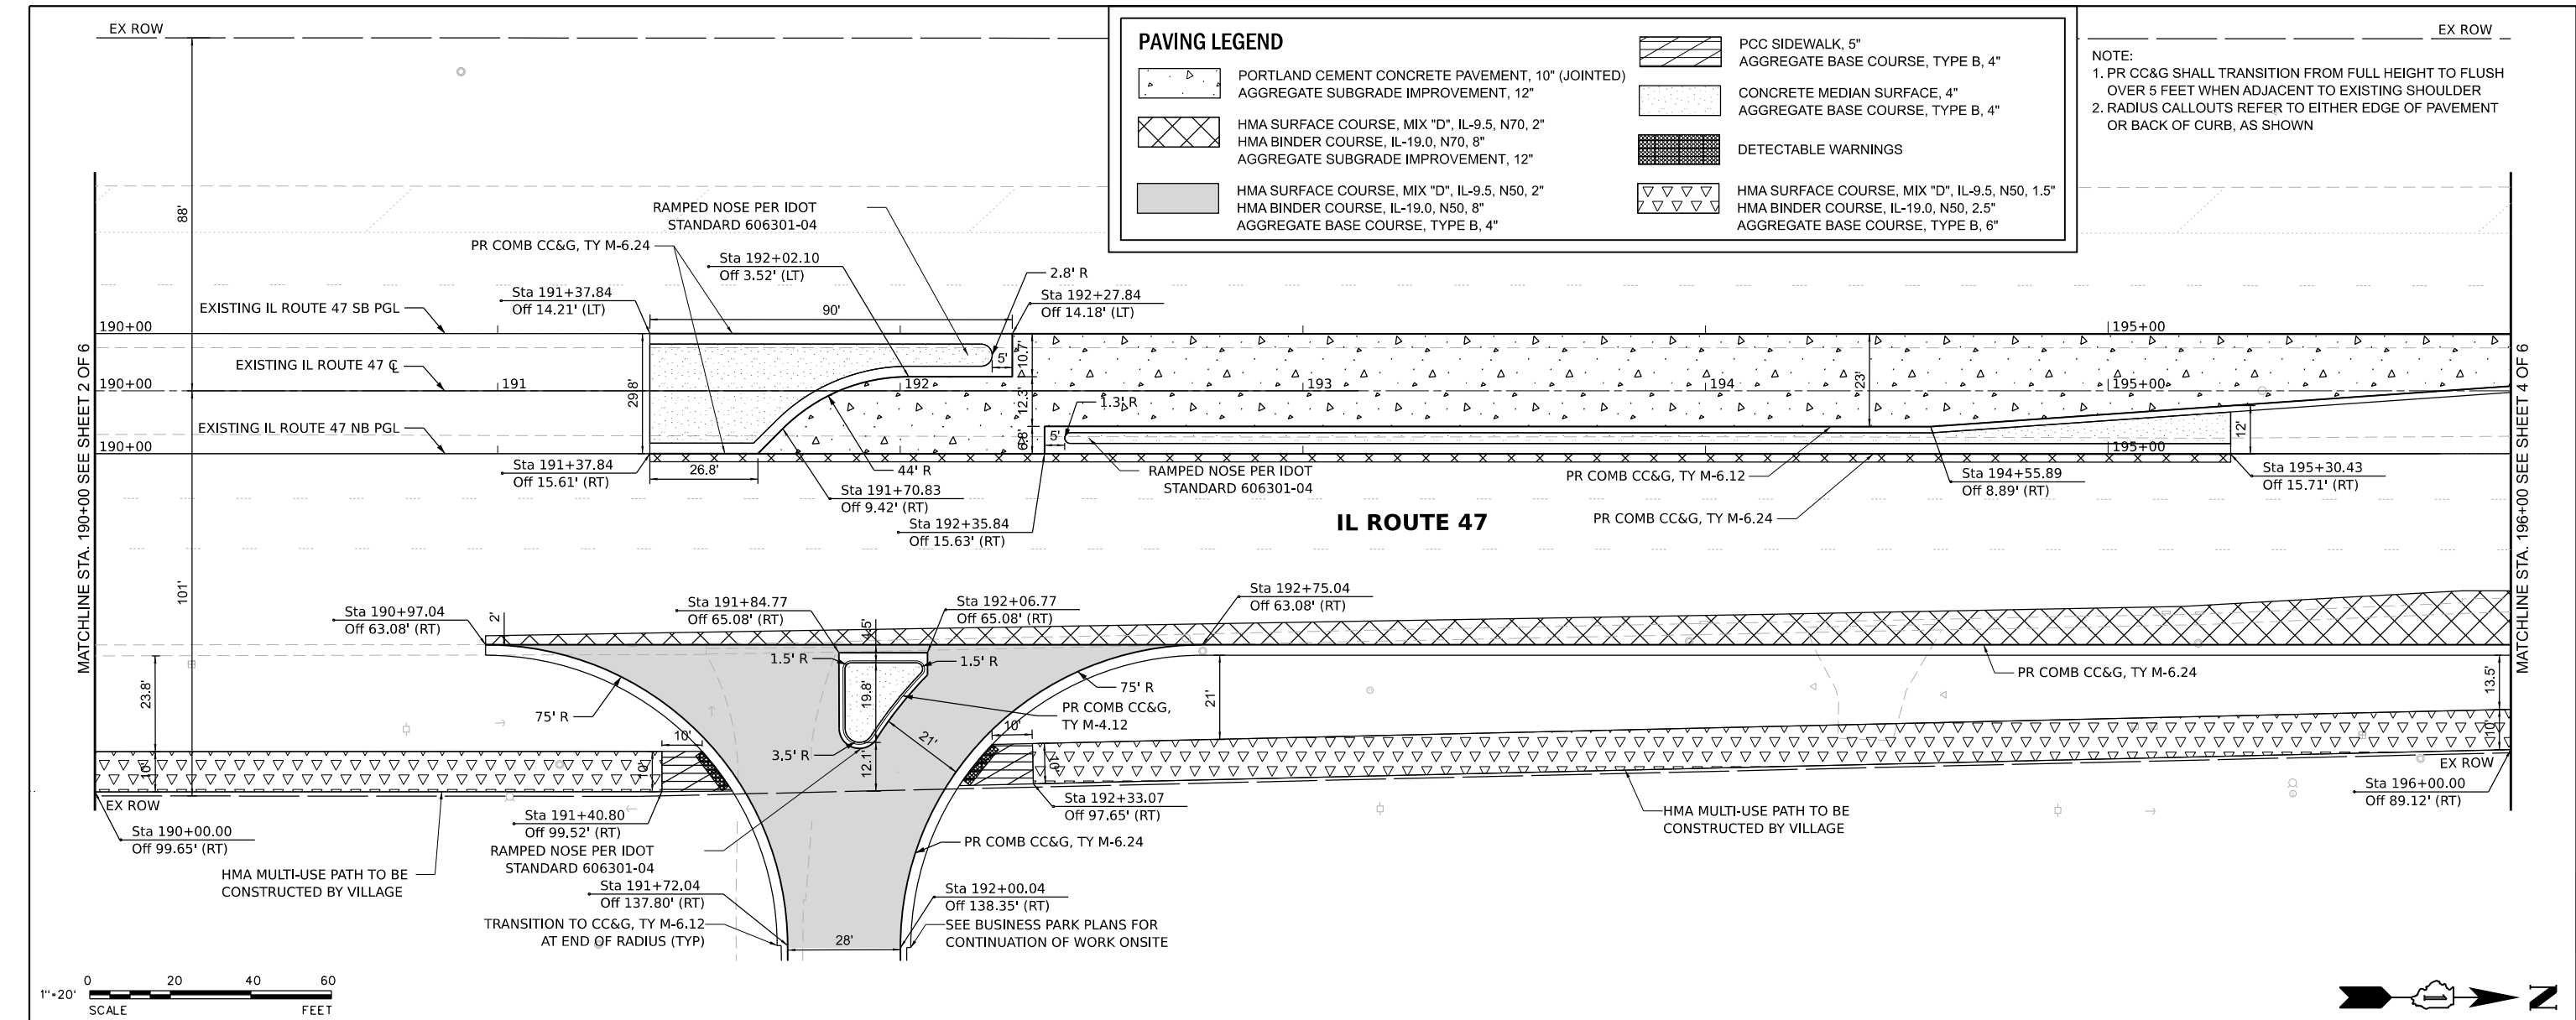 EX ROW
EX ROW
PAVING LEGEND
PORTLAND CEMENT CONCRETE PAVEMENT, 10" (JOINTED)
AGGREGATE SUBGRADE IMPROVEMENT, 12"
HMA SURFACE COURSE, MIX "D", IL-9.5, N70, 2"
HMA BINDER COURSE, IL-19.0, N70, 8"
AGGREGATE SUBGRADE IMPROVEMENT, 12"
HMA SURFACE COURSE, MIX "D", IL-9.5, N50, 2"
HMA BINDER COURSE, IL-19.0, N50, 8"
AGGREGATE BASE COURSE, TYPE B, 4"
PCC SIDEWALK, 5"
AGGREGATE BASE COURSE, TYPE B, 4"
CONCRETE MEDIAN SURFACE, 4"
AGGREGATE BASE COURSE, TYPE B, 4"
DETECTABLE WARNINGS
HMA SURFACE COURSE, MIX "D", IL-9.5, N50, 1.5"
HMA BINDER COURSE, IL-19.0, N50, 2.5"
AGGREGATE BASE COURSE, TYPE B, 6"
NOTE:
1. PR CC&G SHALL TRANSITION FROM FULL HEIGHT TO FLUSH
OVER 5 FEET WHEN ADJACENT TO EXISTING SHOULDER
2. RADIUS CALLOUTS REFER TO EITHER EDGE OF PAVEMENT
OR BACK OF CURB, AS SHOWN
88'
RAMPED NOSE PER IDOT
STANDARD 606301-04
PR COMB CC&G, TY M-6.24
Sta 192+02.10
Off 3.52' (LT)
2.8' R
Sta 191+37.84
Off 14.21' (LT)
90'
Sta 192+27.84
Off 14.18' (LT)
EXISTING IL ROUTE 47 SB PGL
190+00
195+00
EXISTING IL ROUTE 47 ℄
5'
10.7'
190+00
191
192
193
194
195+00
29.8'
12.3'
23'
1.3' R
EXISTING IL ROUTE 47 NB PGL
190+00
6.8'
5'
12'
195+00
Sta 191+37.84
Off 15.61' (RT)
26.8'
44' R
RAMPED NOSE PER IDOT
STANDARD 606301-04
PR COMB CC&G, TY M-6.12
Sta 194+55.89
Off 8.89' (RT)
Sta 195+30.43
Off 15.71' (RT)
Sta 191+70.83
Off 9.42' (RT)
Sta 192+35.84
Off 15.63' (RT)
IL ROUTE 47
PR COMB CC&G, TY M-6.24
MATCHLINE STA. 190+00 SEE SHEET 2 OF 6
MATCHLINE STA. 196+00 SEE SHEET 4 OF 6
101'
Sta 190+97.04
Off 63.08' (RT)
2'
Sta 191+84.77
Off 65.08' (RT)
4.5'
Sta 192+06.77
Off 65.08' (RT)
Sta 192+75.04
Off 63.08' (RT)
1.5' R
1.5' R
23.8'
75' R
19.8'
75' R
PR COMB CC&G,
TY M-4.12
21'
PR COMB CC&G, TY M-6.24
13.5'
10'
3.5' R
21'
10'
10'
10'
12.1'
10'
10'
EX ROW
EX ROW
Sta 190+00.00
Off 99.65' (RT)
Sta 191+40.80
Off 99.52' (RT)
Sta 192+33.07
Off 97.65' (RT)
HMA MULTI-USE PATH TO BE
CONSTRUCTED BY VILLAGE
Sta 196+00.00
Off 89.12' (RT)
RAMPED NOSE PER IDOT
STANDARD 606301-04
PR COMB CC&G, TY M-6.24
HMA MULTI-USE PATH TO BE
CONSTRUCTED BY VILLAGE
Sta 191+72.04
Off 137.80' (RT)
Sta 192+00.04
Off 138.35' (RT)
TRANSITION TO CC&G, TY M-6.12
AT END OF RADIUS (TYP)
28'
SEE BUSINESS PARK PLANS FOR
CONTINUATION OF WORK ONSITE
1"=20'
0 20 40 60
SCALE FEET
N